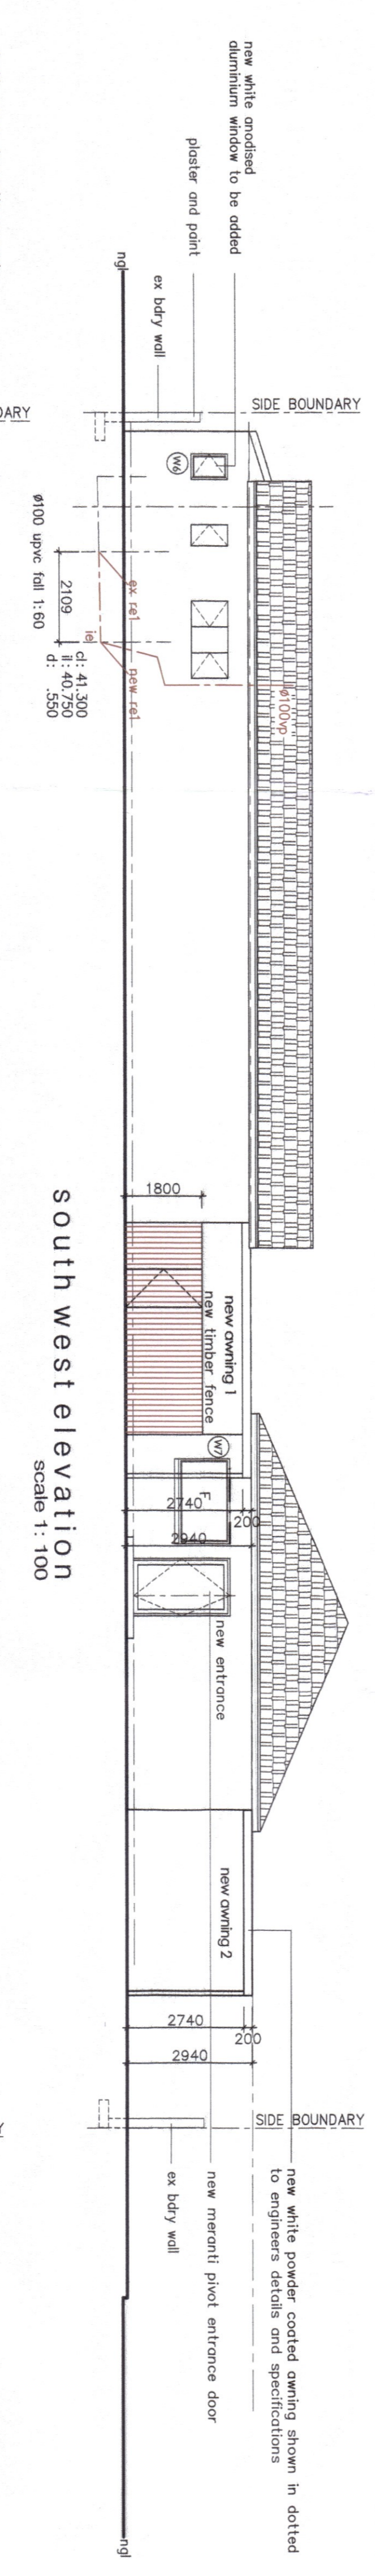 new white anodised
aluminium window to be added
plaster and paint
ex bdry wall
ngl
SIDE BOUNDARY
DARY
W6
ø100 upvc fall 1:60
2109
ex re1
ie
new re1
cl: 41.300
il: 40.750
d: .550
ø100vp
1800
new awning 1
new timber fence
W7
F
2740
200
2940
new entrance
new awning 2
2740
200
2940
SIDE BOUNDARY
ex bdry wall
new meranti pivot entrance door
new white powder coated awning shown in dotted
to engineers details and specifications
ngl
south west elevation
scale 1: 100